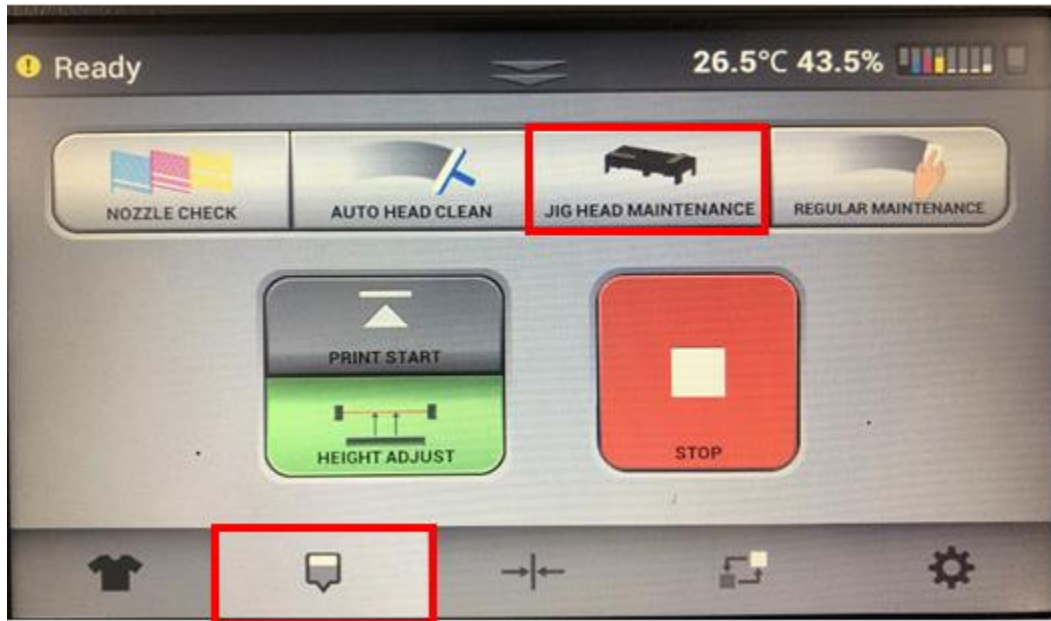 Ready
26.5°C 43.5%
NOZZLE CHECK
AUTO HEAD CLEAN
JIG HEAD MAINTENANCE
REGULAR MAINTENANCE
PRINT START
HEIGHT ADJUST
STOP